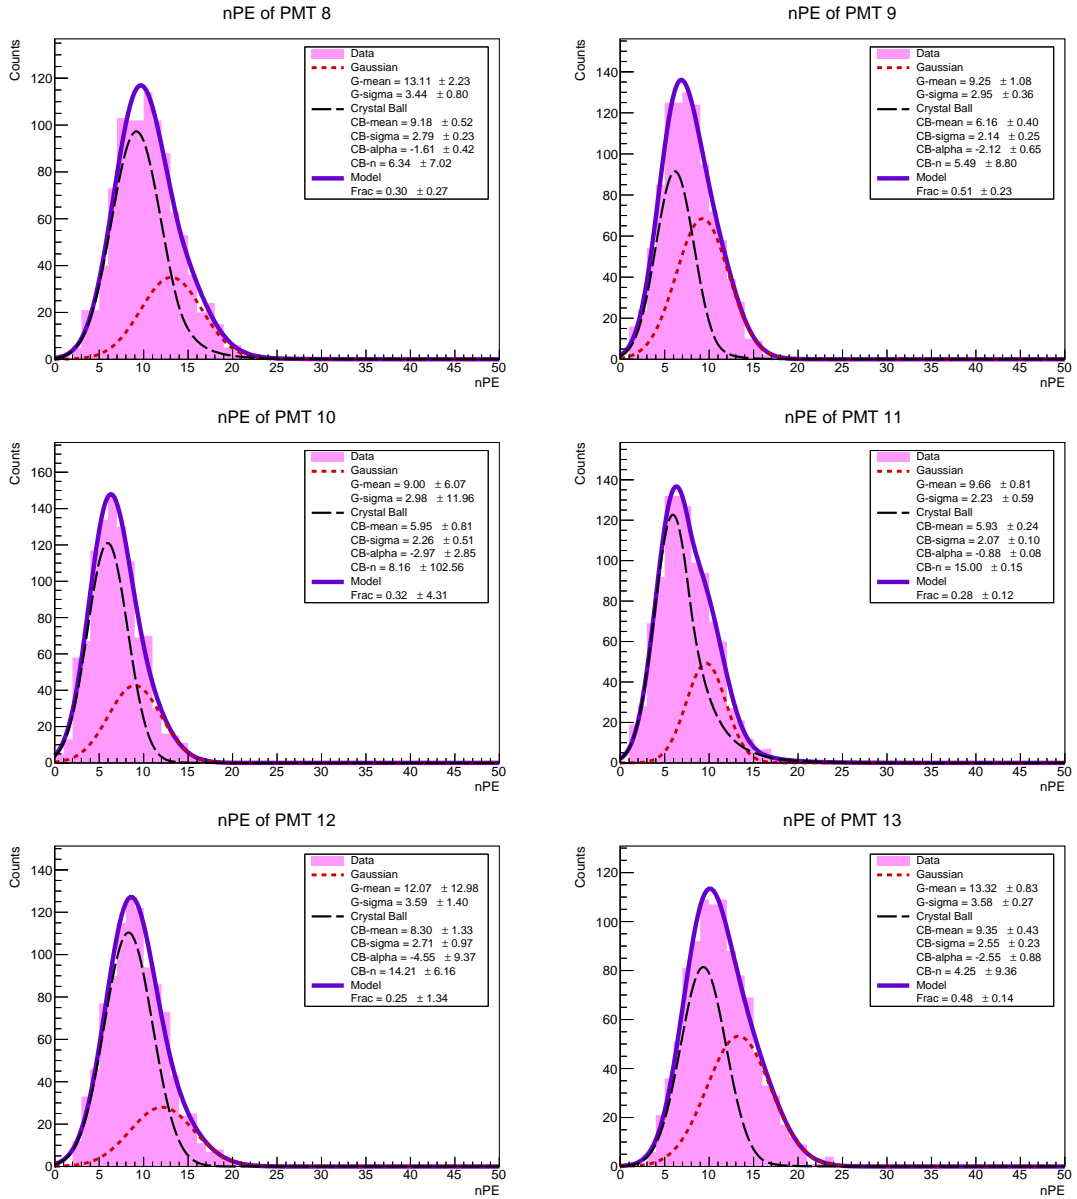 nPE of PMT 8
Counts
120
100
80
60
40
20
0
0 5 10 15 20 25 30 35 40 45 50
nPE
Data
Gaussian
G-mean = 13.11 ± 2.23
G-sigma = 3.44 ± 0.80
Crystal Ball
CB-mean = 9.18 ± 0.52
CB-sigma = 2.79 ± 0.23
CB-alpha = -1.61 ± 0.42
CB-n = 6.34 ± 7.02
Model
Frac = 0.30 ± 0.27
nPE of PMT 9
Counts
140
120
100
80
60
40
20
0
0 5 10 15 20 25 30 35 40 45 50
nPE
Data
Gaussian
G-mean = 9.25 ± 1.08
G-sigma = 2.95 ± 0.36
Crystal Ball
CB-mean = 6.16 ± 0.40
CB-sigma = 2.14 ± 0.25
CB-alpha = -2.12 ± 0.65
CB-n = 5.49 ± 8.80
Model
Frac = 0.51 ± 0.23
nPE of PMT 10
Counts
160
140
120
100
80
60
40
20
0
0 5 10 15 20 25 30 35 40 45 50
nPE
Data
Gaussian
G-mean = 9.00 ± 6.07
G-sigma = 2.98 ± 11.96
Crystal Ball
CB-mean = 5.95 ± 0.81
CB-sigma = 2.26 ± 0.51
CB-alpha = -2.97 ± 2.85
CB-n = 8.16 ± 102.56
Model
Frac = 0.32 ± 4.31
nPE of PMT 11
Counts
140
120
100
80
60
40
20
0
0 5 10 15 20 25 30 35 40 45 50
nPE
Data
Gaussian
G-mean = 9.66 ± 0.81
G-sigma = 2.23 ± 0.59
Crystal Ball
CB-mean = 5.93 ± 0.24
CB-sigma = 2.07 ± 0.10
CB-alpha = -0.88 ± 0.08
CB-n = 15.00 ± 0.15
Model
Frac = 0.28 ± 0.12
nPE of PMT 12
Counts
140
120
100
80
60
40
20
0
0 5 10 15 20 25 30 35 40 45 50
nPE
Data
Gaussian
G-mean = 12.07 ± 12.98
G-sigma = 3.59 ± 1.40
Crystal Ball
CB-mean = 8.30 ± 1.33
CB-sigma = 2.71 ± 0.97
CB-alpha = -4.55 ± 9.37
CB-n = 14.21 ± 6.16
Model
Frac = 0.25 ± 1.34
nPE of PMT 13
Counts
120
100
80
60
40
20
0
0 5 10 15 20 25 30 35 40 45 50
nPE
Data
Gaussian
G-mean = 13.32 ± 0.83
G-sigma = 3.58 ± 0.27
Crystal Ball
CB-mean = 9.35 ± 0.43
CB-sigma = 2.55 ± 0.23
CB-alpha = -2.55 ± 0.88
CB-n = 4.25 ± 9.36
Model
Frac = 0.48 ± 0.14